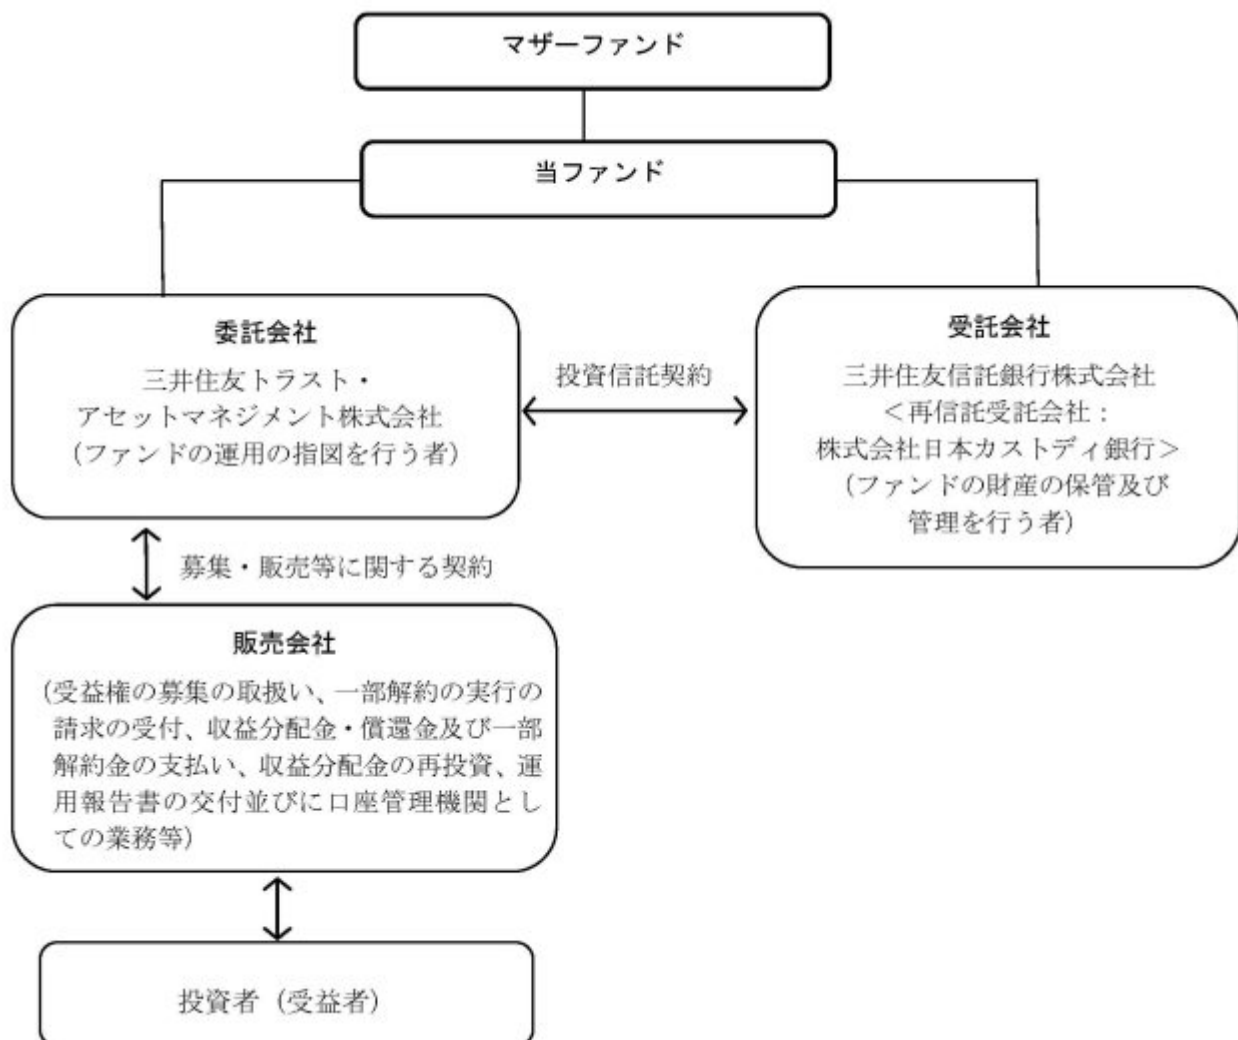 マザーファンド
当ファンド
委託会社
三井住友トラスト・
アセットマネジメント株式会社
（ファンドの運用の指図を行う者）
投資信託契約
受託会社
三井住友信託銀行株式会社
＜再信託受託会社：
株式会社日本カストディ銀行＞
（ファンドの財産の保管及び
管理を行う者）
募集・販売等に関する契約
販売会社
（受益権の募集の取扱い、一部解約の実行の
請求の受付、収益分配金・償還金及び一部
解約金の支払い、収益分配金の再投資、運
用報告書の交付並びに口座管理機関とし
ての業務等）
投資者（受益者）